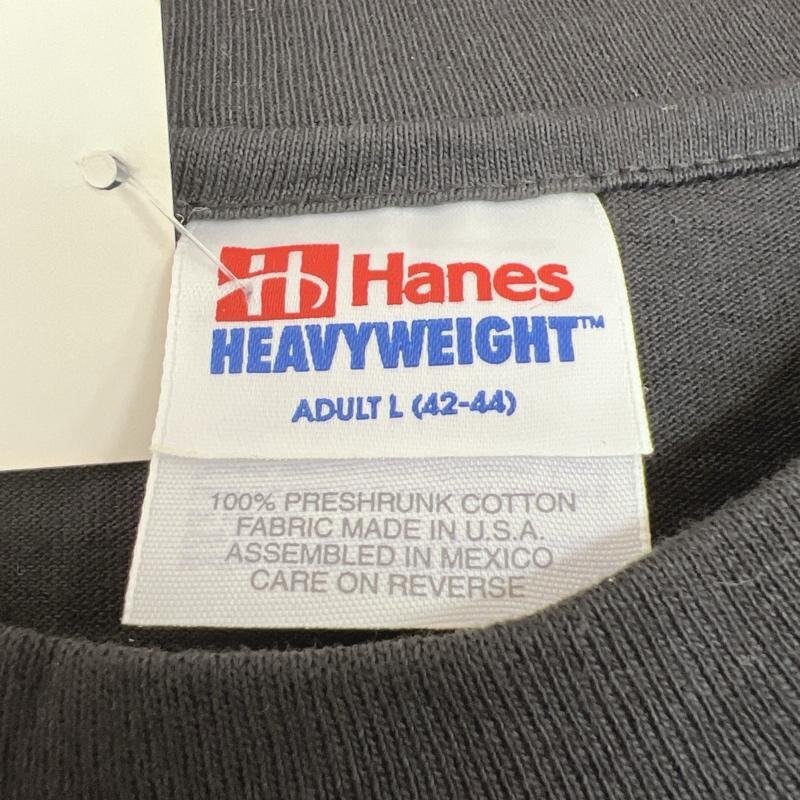 H Hanes
HEAVYWEIGHT™
ADULT L (42-44)
100% PRESHRUNK COTTON
FABRIC MADE IN U.S.A.
ASSEMBLED IN MEXICO
CARE ON REVERSE